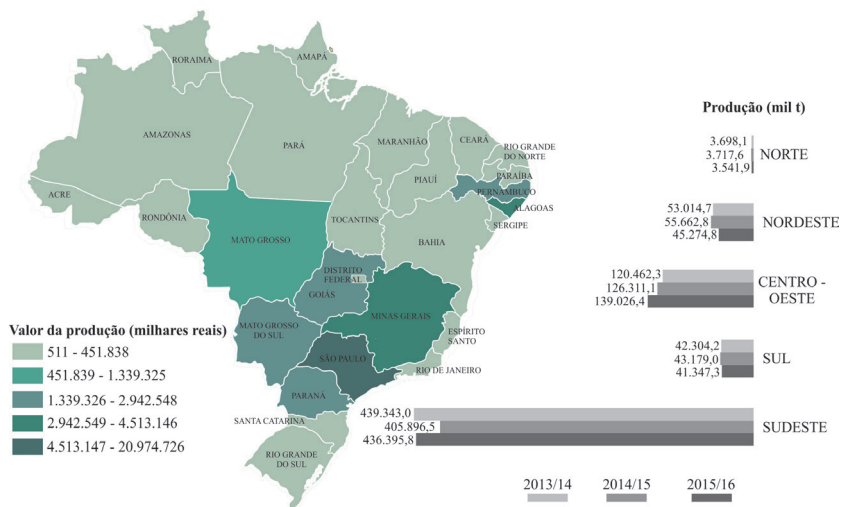 RORAIMA
AMAPÁ
AMAZONAS
PARÁ
MARANHÃO
CEARÁ
RIO GRANDE
DO NORTE
PARAÍBA
PIAUÍ
PERNAMBUCO
ACRE
ALAGOAS
RONDÔNIA
TOCANTINS
SERGIPE
MATO GROSSO
BAHIA
DISTRITO
FEDERAL
GOIÁS
MINAS GERAIS
MATO GROSSO
DO SUL
ESPÍRITO
SANTO
SÃO PAULO
RIO DE JANEIRO
PARANÁ
SANTA CATARINA
RIO GRANDE
DO SUL
Valor da produção (milhares reais)
511 - 451.838
451.839 - 1.339.325
1.339.326 - 2.942.548
2.942.549 - 4.513.146
4.513.147 - 20.974.726
Produção (mil t)
3.698,1
3.717,6
3.541,9
NORTE
53.014,7
55.662,8
45.274,8
NORDESTE
120.462,3
126.311,1
139.026,4
CENTRO -
OESTE
42.304,2
43.179,0
41.347,3
SUL
439.343,0
405.896,5
436.395,8
SUDESTE
2013/14
2014/15
2015/16